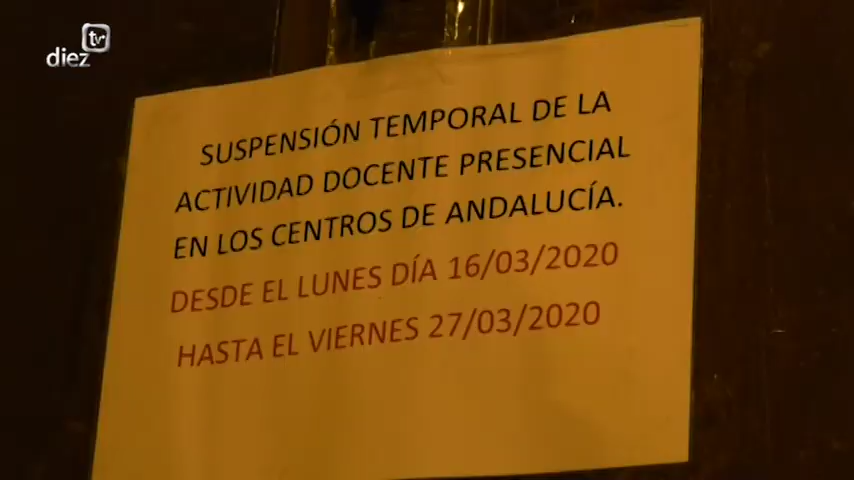 diez tv
SUSPENSIÓN TEMPORAL DE LA
ACTIVIDAD DOCENTE PRESENCIAL
EN LOS CENTROS DE ANDALUCÍA.
DESDE EL LUNES DÍA 16/03/2020
HASTA EL VIERNES 27/03/2020